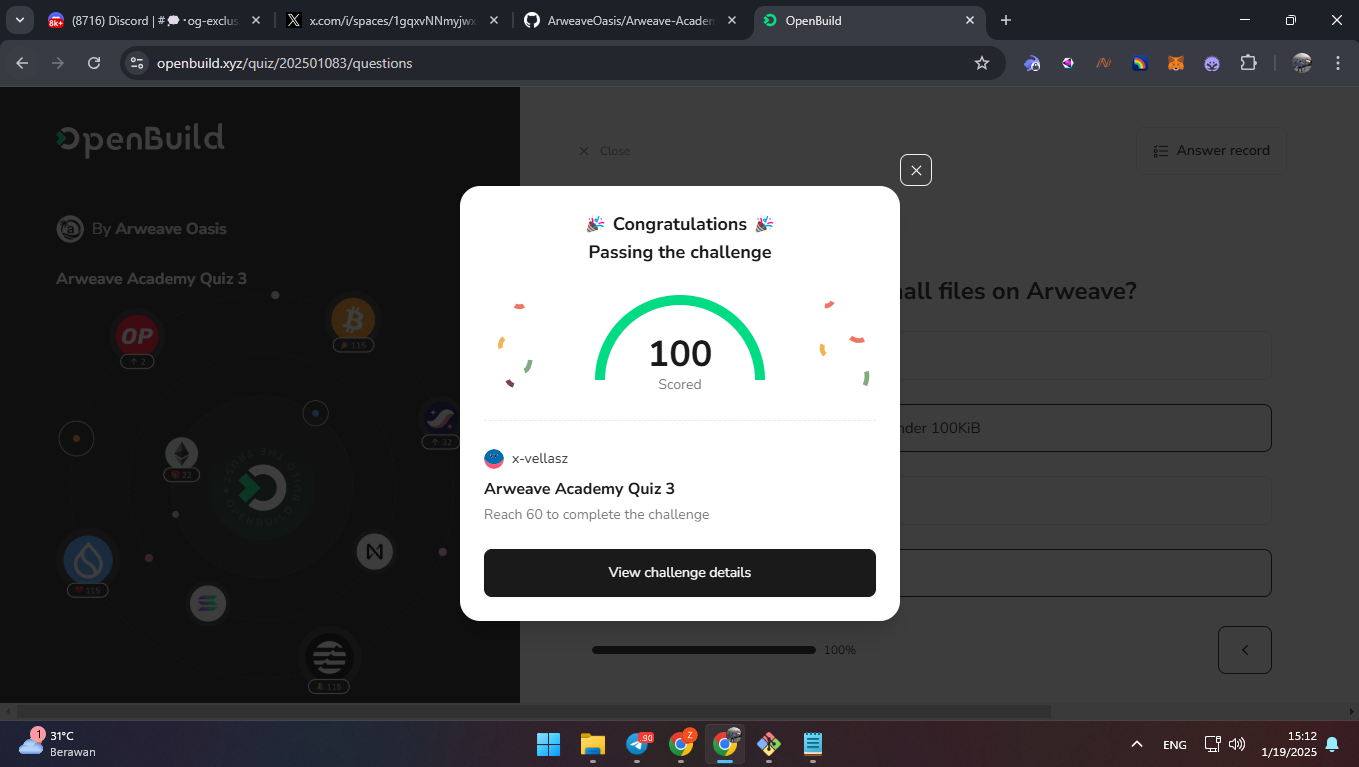 (8716) Discord | #💬・og-exclus
x.com/i/spaces/1gqxvNNmyjwx
ArweaveOasis/Arweave-Academ
OpenBuild
openbuild.xyz/quiz/202501083/questions
OpenBuild
Close
Answer record
By Arweave Oasis
Arweave Academy Quiz 3
🎉 Congratulations 🎉
Passing the challenge
all files on Arweave?
OP
2
115
100
Scored
nder 100KiB
32
22
x-vellasz
Arweave Academy Quiz 3
Reach 60 to complete the challenge
View challenge details
115
100%
115
1
31°C
Berawan
90
Z
ENG
15:12
1/19/2025